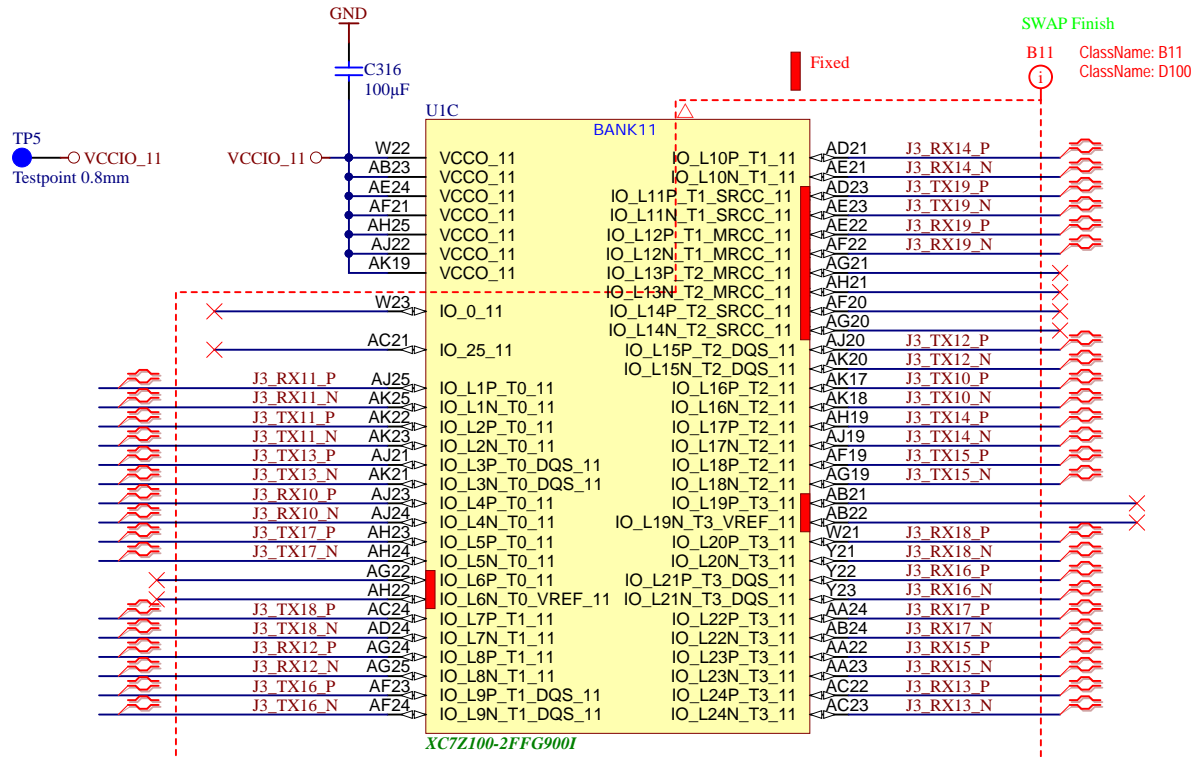 GND
C316
100µF
SWAP Finish
B11
i
ClassName: B11
ClassName: D100
Fixed
U1C
BANK11
TP5
VCCIO_11
Testpoint 0.8mm
VCCIO_11
W22 VCCO_11
AB23 VCCO_11
AE24 VCCO_11
AF21 VCCO_11
AH25 VCCO_11
AJ22 VCCO_11
AK19 VCCO_11
W23 IO_0_11
AC21 IO_25_11
J3_RX11_P AJ25 IO_L1P_T0_11
J3_RX11_N AK25 IO_L1N_T0_11
J3_TX11_P AK22 IO_L2P_T0_11
J3_TX11_N AK23 IO_L2N_T0_11
J3_TX13_P AJ21 IO_L3P_T0_DQS_11
J3_TX13_N AK21 IO_L3N_T0_DQS_11
J3_RX10_P AJ23 IO_L4P_T0_11
J3_RX10_N AJ24 IO_L4N_T0_11
J3_TX17_P AH23 IO_L5P_T0_11
J3_TX17_N AH24 IO_L5N_T0_11
AG22 IO_L6P_T0_11
AH22 IO_L6N_T0_VREF_11
J3_TX18_P AC24 IO_L7P_T1_11
J3_TX18_N AD24 IO_L7N_T1_11
J3_RX12_P AG24 IO_L8P_T1_11
J3_RX12_N AG25 IO_L8N_T1_11
J3_TX16_P AF23 IO_L9P_T1_DQS_11
J3_TX16_N AF24 IO_L9N_T1_DQS_11
IO_L10P_T1_11 AD21 J3_RX14_P
IO_L10N_T1_11 AE21 J3_RX14_N
IO_L11P_T1_SRCC_11 AD23 J3_TX19_P
IO_L11N_T1_SRCC_11 AE23 J3_TX19_N
IO_L12P_T1_MRCC_11 AE22 J3_RX19_P
IO_L12N_T1_MRCC_11 AF22 J3_RX19_N
IO_L13P_T2_MRCC_11 AG21
IO_L13N_T2_MRCC_11 AH21
IO_L14P_T2_SRCC_11 AF20
IO_L14N_T2_SRCC_11 AG20
IO_L15P_T2_DQS_11 AJ20 J3_TX12_P
IO_L15N_T2_DQS_11 AK20 J3_TX12_N
IO_L16P_T2_11 AK17 J3_TX10_P
IO_L16N_T2_11 AK18 J3_TX10_N
IO_L17P_T2_11 AH19 J3_TX14_P
IO_L17N_T2_11 AJ19 J3_TX14_N
IO_L18P_T2_11 AF19 J3_TX15_P
IO_L18N_T2_11 AG19 J3_TX15_N
IO_L19P_T3_11 AB21
IO_L19N_T3_VREF_11 AB22
IO_L20P_T3_11 W21 J3_RX18_P
IO_L20N_T3_11 Y21 J3_RX18_N
IO_L21P_T3_DQS_11 Y22 J3_RX16_P
IO_L21N_T3_DQS_11 Y23 J3_RX16_N
IO_L22P_T3_11 AA24 J3_RX17_P
IO_L22N_T3_11 AB24 J3_RX17_N
IO_L23P_T3_11 AA22 J3_RX15_P
IO_L23N_T3_11 AA23 J3_RX15_N
IO_L24P_T3_11 AC22 J3_RX13_P
IO_L24N_T3_11 AC23 J3_RX13_N
XC7Z100-2FFG900I